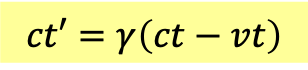 ct′ = γ(ct − vt)